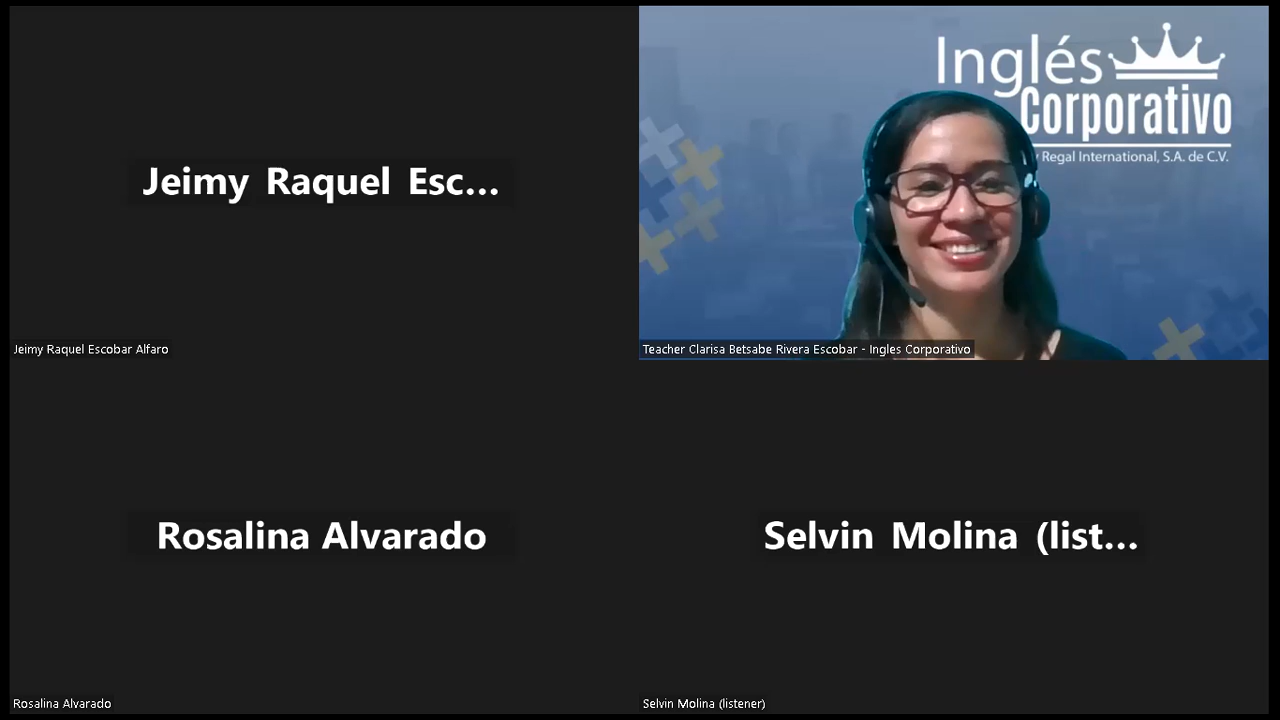 Jeimy Raquel Esc...
Jeimy Raquel Escobar Alfaro
Inglés
Corporativo
y Regal International, S.A. de C.V.
Teacher Clarisa Betsabe Rivera Escobar - Ingles Corporativo
Rosalina Alvarado
Rosalina Alvarado
Selvin Molina (list...
Selvin Molina (listener)